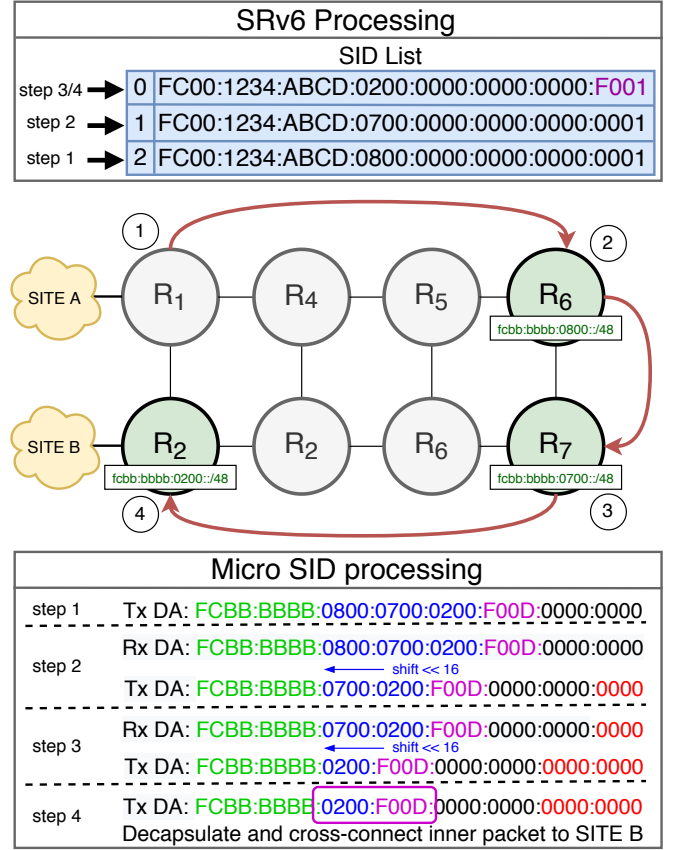 SRv6 Processing
SID List
step 3/4 0 FC00:1234:ABCD:0200:0000:0000:0000:F001
step 2 1 FC00:1234:ABCD:0700:0000:0000:0000:0001
step 1 2 FC00:1234:ABCD:0800:0000:0000:0000:0001
1
2
SITE A R1 R4 R5 R6
fcbb:bbbb:0800::/48
SITE B R2 R2 R6 R7
fcbb:bbbb:0200::/48 fcbb:bbbb:0700::/48
4 3
Micro SID processing
step 1 Tx DA: FCBB:BBBB:0800:0700:0200:F00D:0000:0000
Rx DA: FCBB:BBBB:0800:0700:0200:F00D:0000:0000
step 2 shift << 16
Tx DA: FCBB:BBBB:0700:0200:F00D:0000:0000:0000
Rx DA: FCBB:BBBB:0700:0200:F00D:0000:0000:0000
step 3 shift << 16
Tx DA: FCBB:BBBB:0200:F00D:0000:0000:0000:0000
step 4 Tx DA: FCBB:BBBB:0200:F00D:0000:0000:0000:0000
Decapsulate and cross-connect inner packet to SITE B